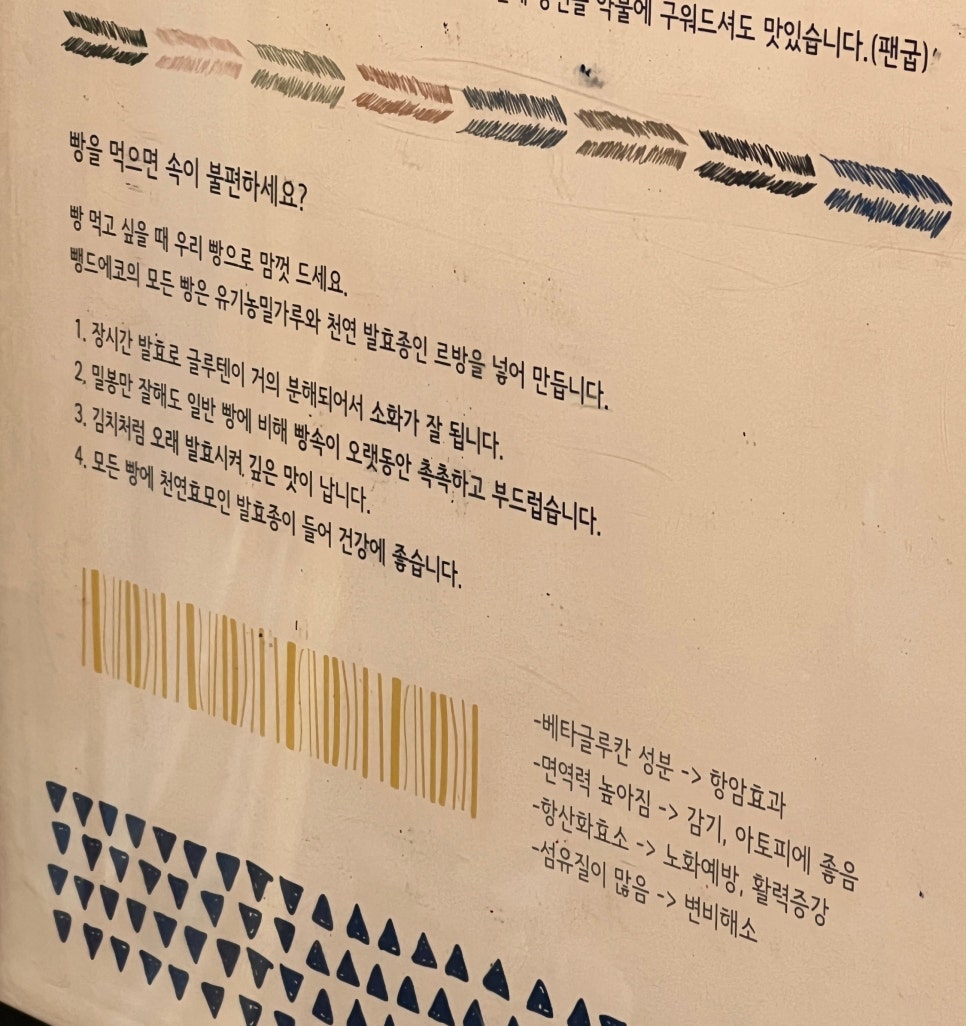 약불에 구워드셔도 맛있습니다.(팬굽)
빵을 먹으면 속이 불편하세요?
빵 먹고 싶을 때 우리 빵으로 맘껏 드세요.
뺑드에코의 모든 빵은 유기농밀가루와 천연 발효종인 르방을 넣어 만듭니다.
1. 장시간 발효로 글루텐이 거의 분해되어서 소화가 잘 됩니다.
2, 밀봉만 잘해도 일반 빵에 비해 빵속이 오랫동안 촉촉하고 부드럽습니다.
3. 김치처럼 오래 발효시켜 깊은 맛이 납니다.
4. 모든 빵에 천연효모인 발효종이 들어 건강에 좋습니다.
-베타글루칸 성분 -> 항암효과
-면역력 높아짐 -> 감기, 아토피에 좋음
-항산화효소 -> 노화예방, 활력증강
-섬유질이 많음 -> 변비해소